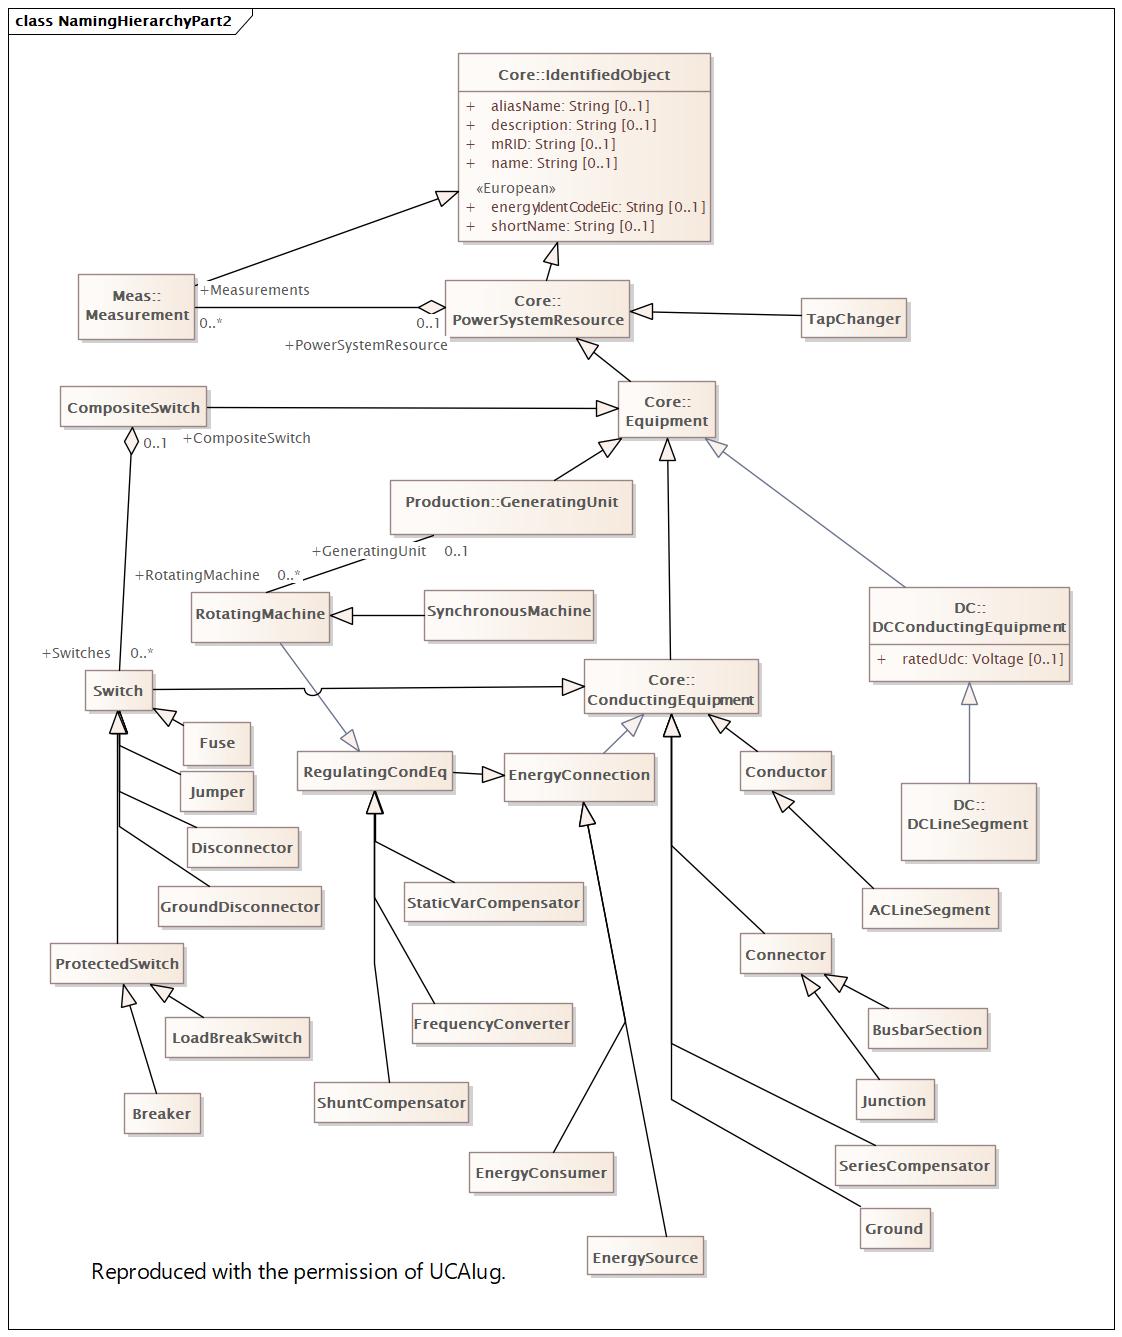 class NamingHierarchyPart2
Core::IdentifiedObject
+ aliasName: String [0..1]
+ description: String [0..1]
+ mRID: String [0..1]
+ name: String [0..1]
«European»
+ energyIdentCodeEic: String [0..1]
+ shortName: String [0..1]
Meas::
Measurement
+Measurements
0..*
0..1
+PowerSystemResource
Core::
PowerSystemResource
TapChanger
CompositeSwitch
0..1
+CompositeSwitch
Core::
Equipment
Production::GeneratingUnit
+GeneratingUnit 0..1
+RotatingMachine 0..*
RotatingMachine
SynchronousMachine
DC::
DCConductingEquipment
+ ratedUdc: Voltage [0..1]
+Switches 0..*
Switch
Core::
ConductingEquipment
Fuse
Jumper
Disconnector
GroundDisconnector
RegulatingCondEq
EnergyConnection
Conductor
DC::
DCLineSegment
StaticVarCompensator
ACLineSegment
ProtectedSwitch
Connector
LoadBreakSwitch
FrequencyConverter
BusbarSection
Breaker
ShuntCompensator
Junction
EnergyConsumer
SeriesCompensator
Ground
EnergySource
Reproduced with the permission of UCAIug.